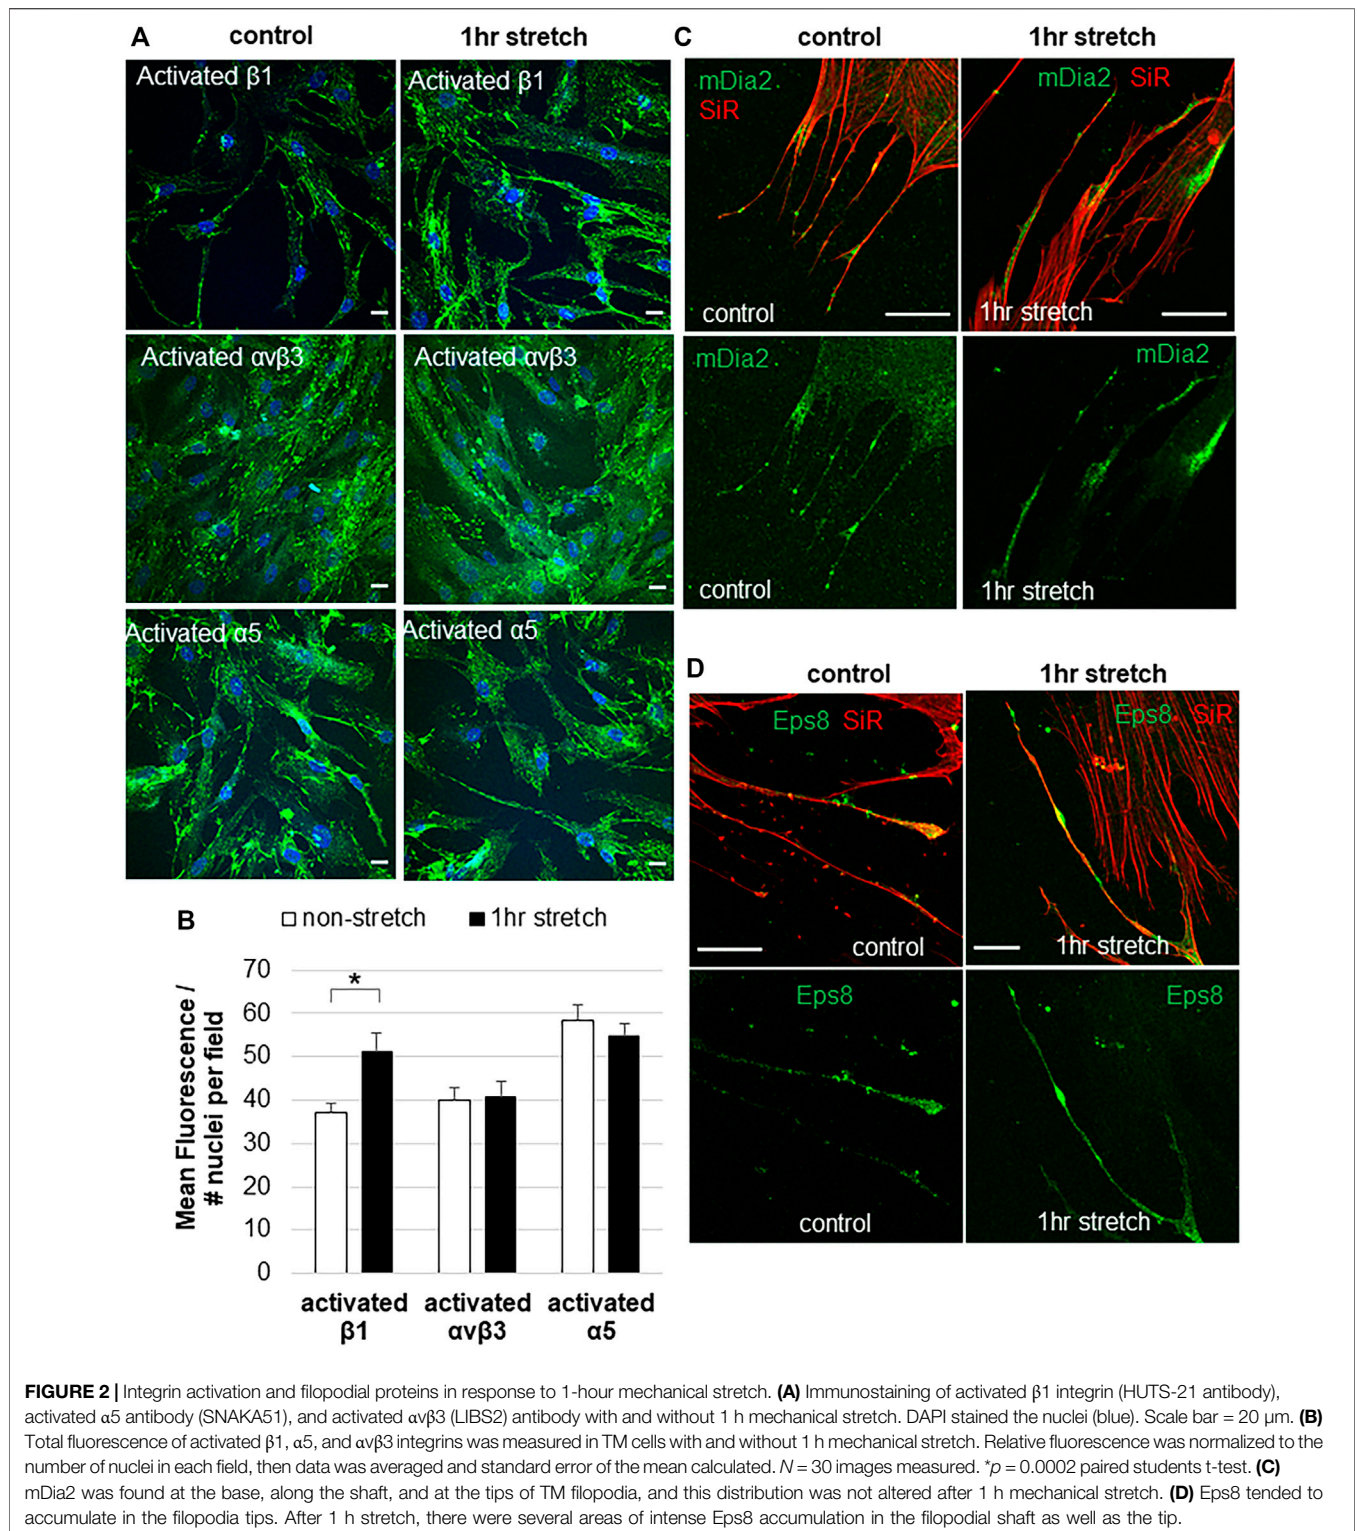 A
control
1hr stretch
Activated β1
Activated β1
Activated αvβ3
Activated αvβ3
Activated α5
Activated α5
B
non-stretch
1hr stretch
Mean Fluorescence /
# nuclei per field
70
60
50
40
30
20
10
0
*
activated
β1
activated
αvβ3
activated
α5
C
control
1hr stretch
mDia2
SiR
control
mDia2 SiR
1hr stretch
mDia2
control
mDia2
1hr stretch
D
control
1hr stretch
Eps8 SiR
control
Eps8 SiR
1hr stretch
Eps8
control
Eps8
1hr stretch
FIGURE 2 | Integrin activation and filopodial proteins in response to 1-hour mechanical stretch. (A) Immunostaining of activated β1 integrin (HUTS-21 antibody),
activated α5 antibody (SNAKA51), and activated αvβ3 (LIBS2) antibody with and without 1 h mechanical stretch. DAPI stained the nuclei (blue). Scale bar = 20 μm. (B)
Total fluorescence of activated β1, α5, and αvβ3 integrins was measured in TM cells with and without 1 h mechanical stretch. Relative fluorescence was normalized to the
number of nuclei in each field, then data was averaged and standard error of the mean calculated. N = 30 images measured. *p = 0.0002 paired students t-test. (C)
mDia2 was found at the base, along the shaft, and at the tips of TM filopodia, and this distribution was not altered after 1 h mechanical stretch. (D) Eps8 tended to
accumulate in the filopodia tips. After 1 h stretch, there were several areas of intense Eps8 accumulation in the filopodial shaft as well as the tip.